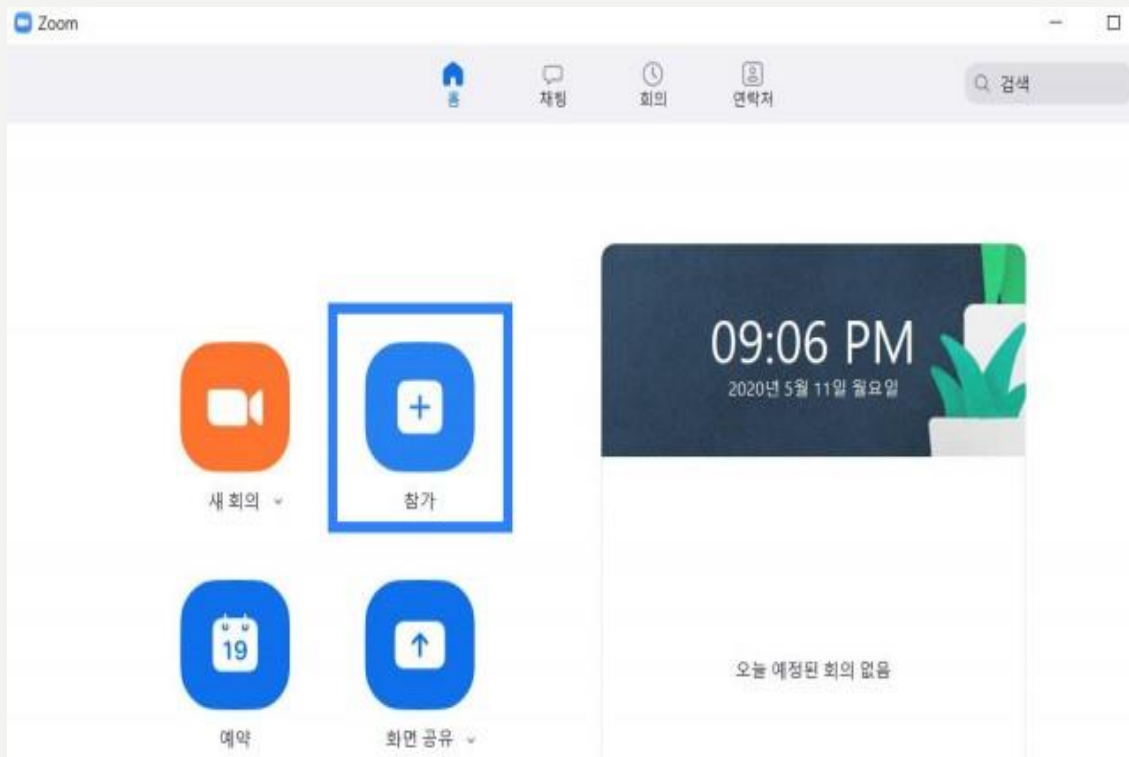 Zoom
홈 채팅 회의 연락처 검색
09:06 PM
2020년 5월 11일 월요일
새 회의 참가
19
오늘 예정된 회의 없음
예약 화면 공유